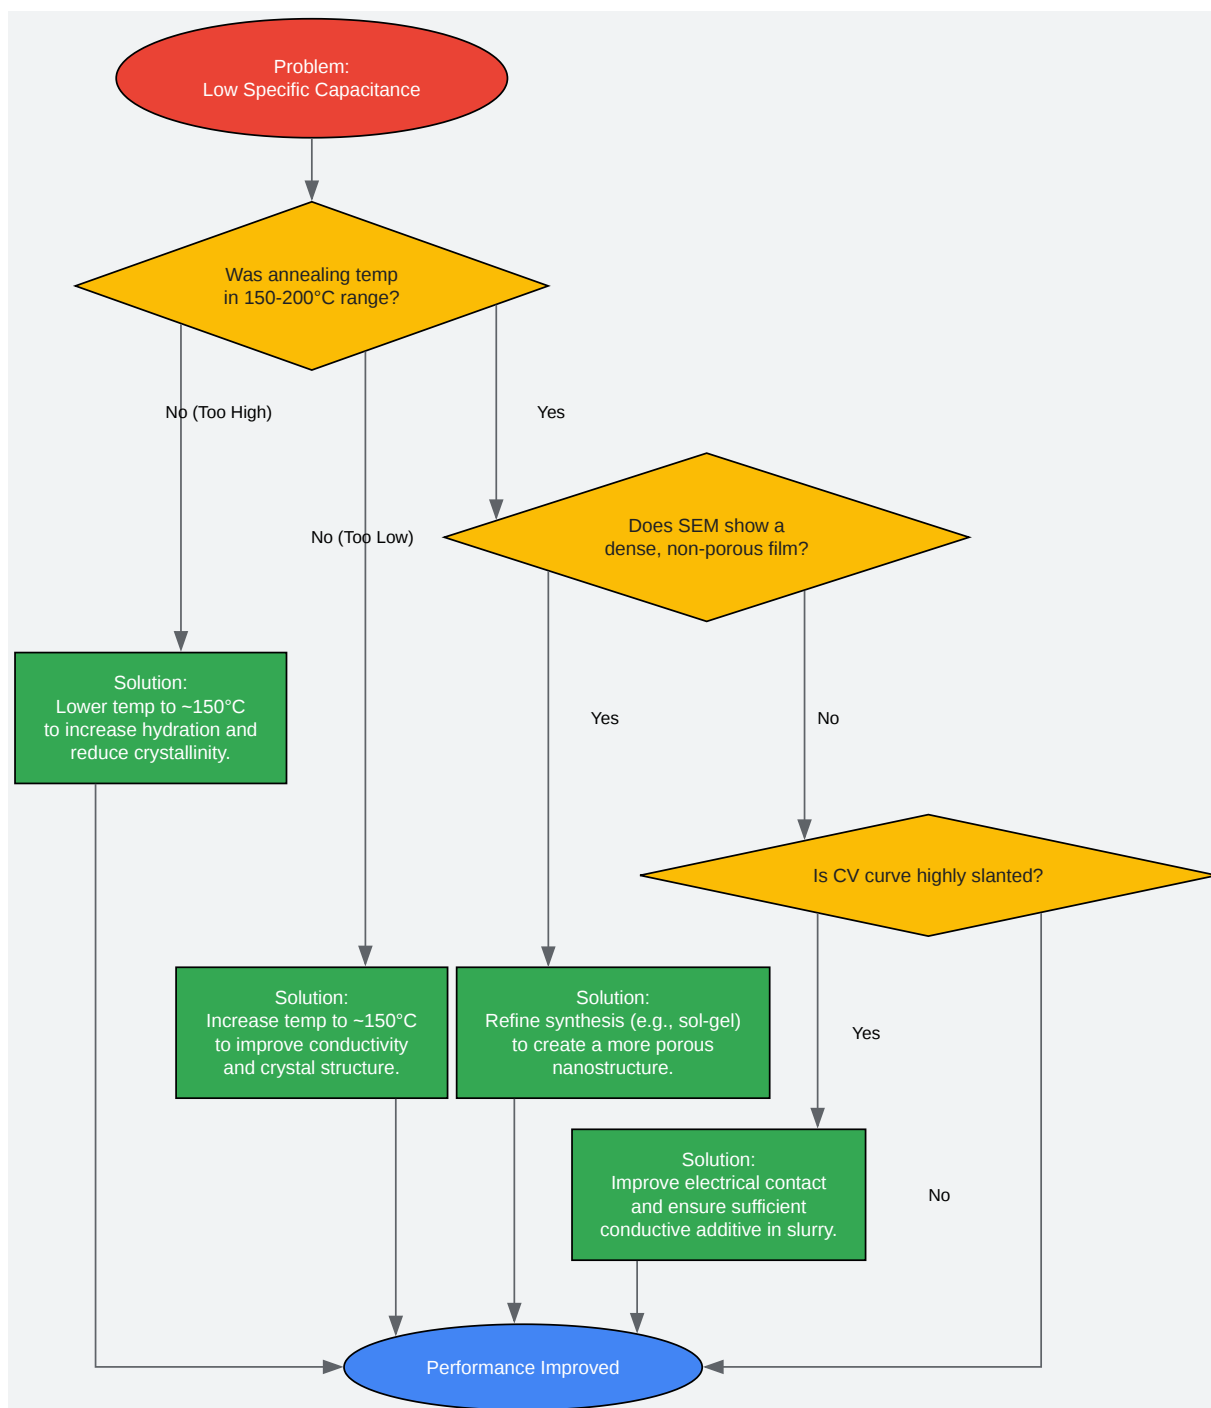 Problem:
Low Specific Capacitance
Was annealing temp
in 150-200°C range?
No (Too High)
Yes
Does SEM show a
dense, non-porous film?
No (Too Low)
Solution:
Lower temp to ~150°C
to increase hydration and
reduce crystallinity.
Yes
No
Is CV curve highly slanted?
Solution:
Increase temp to ~150°C
to improve conductivity
and crystal structure.
Solution:
Refine synthesis (e.g., sol-gel)
to create a more porous
nanostructure.
Yes
Solution:
Improve electrical contact
and ensure sufficient
conductive additive in slurry.
No
Performance Improved